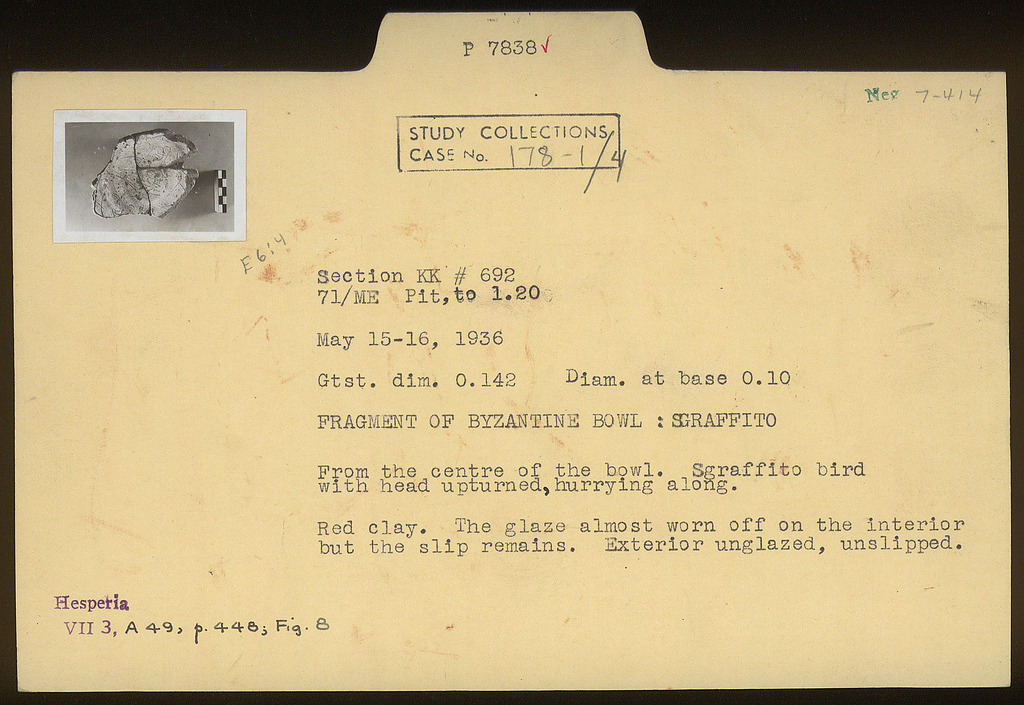 P 7838✓
Neg 7-414
STUDY COLLECTIONS
CASE No. 178-1/4
E 6:4
Section KK # 692
71/ME Pit, to 1.20
May 15-16, 1936
Gtst. dim. 0.142 Diam. at base 0.10
FRAGMENT OF BYZANTINE BOWL : SGRAFFITO
From the centre of the bowl. Sgraffito bird
with head upturned, hurrying along.
Red clay. The glaze almost worn off on the interior
but the slip remains. Exterior unglazed, unslipped.
Hesperia
VII 3, A 49, p. 448; Fig. 8